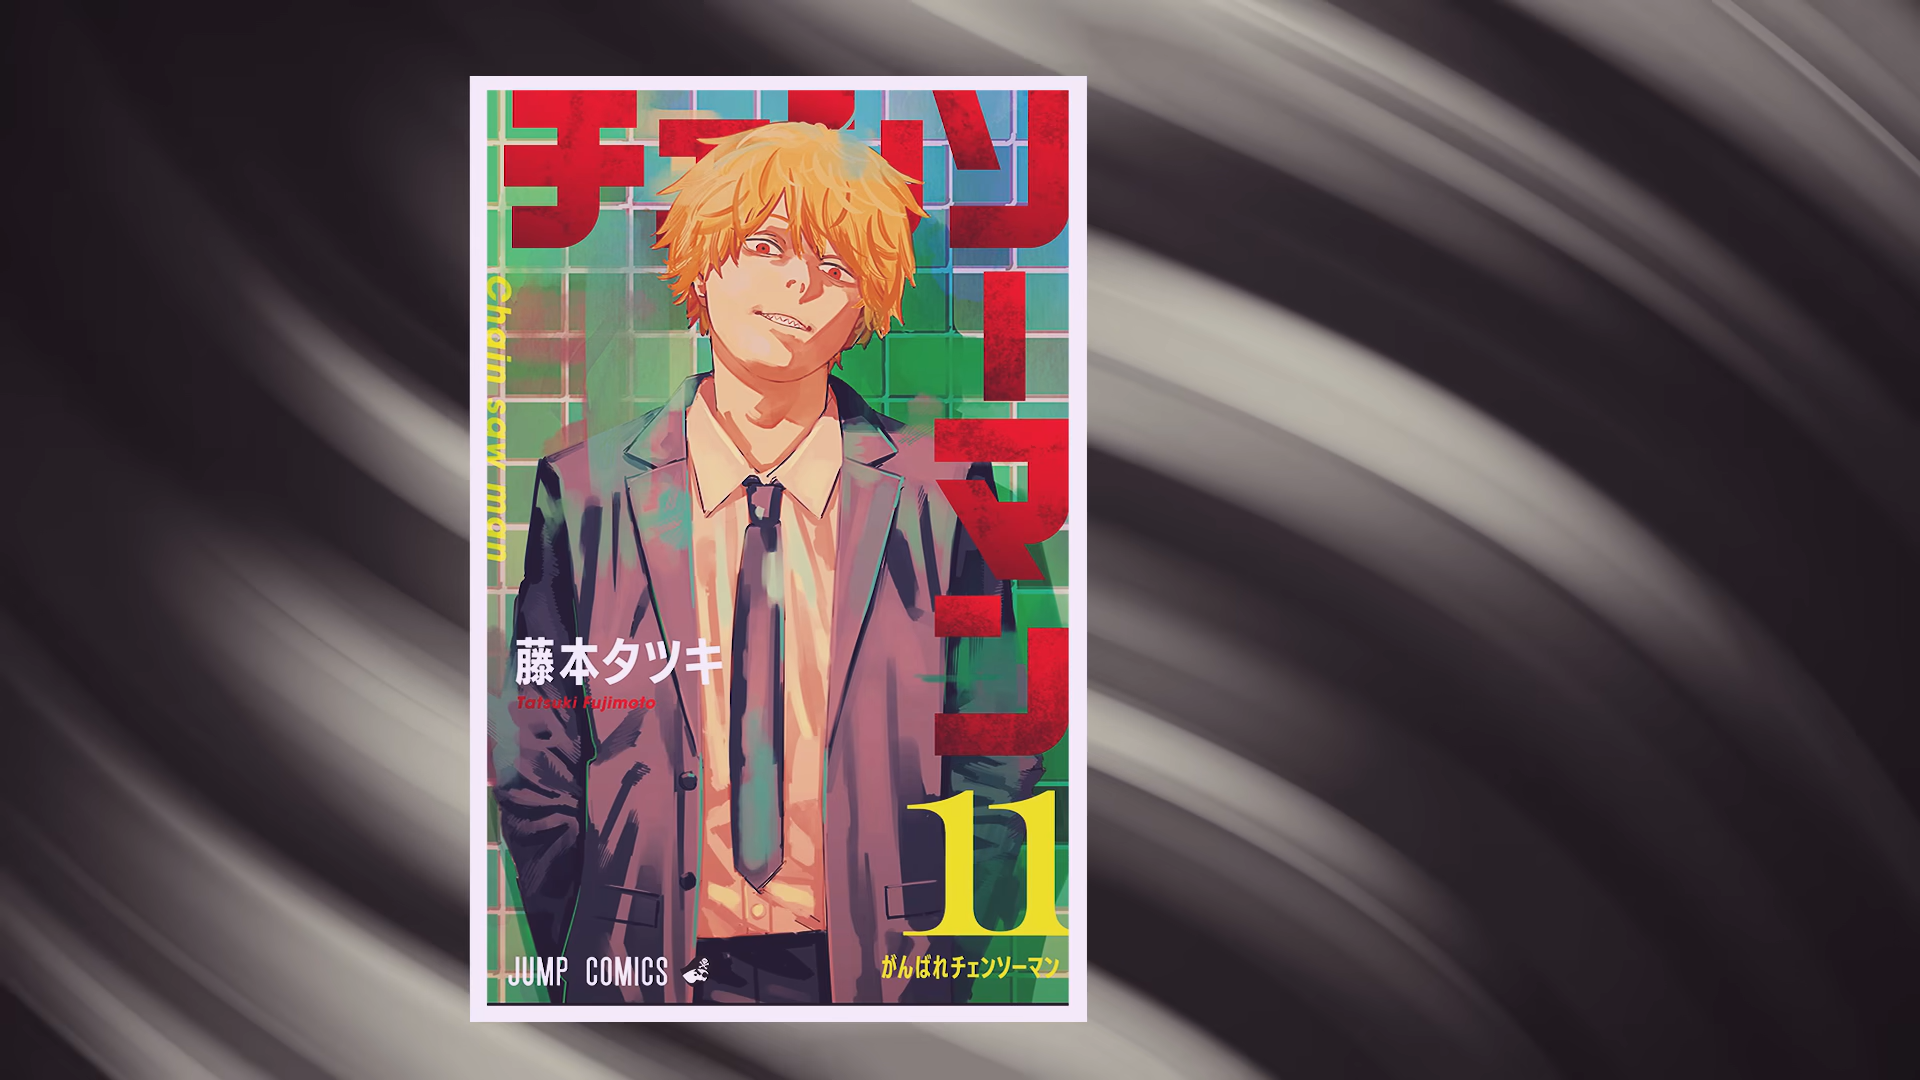 チェンソーマン
Chain saw man
藤本タツキ
Tatsuki Fujimoto
11
がんばれチェンソーマン
JUMP COMICS